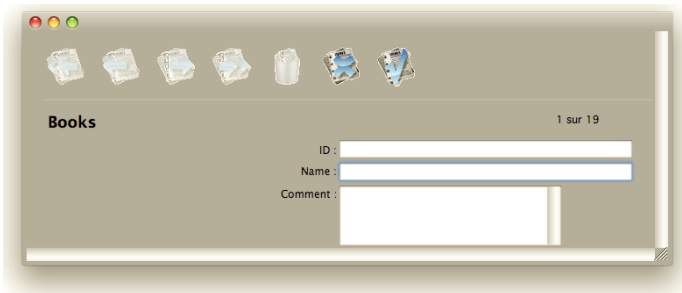 Books
1 sur 19
ID :
Name :
Comment :